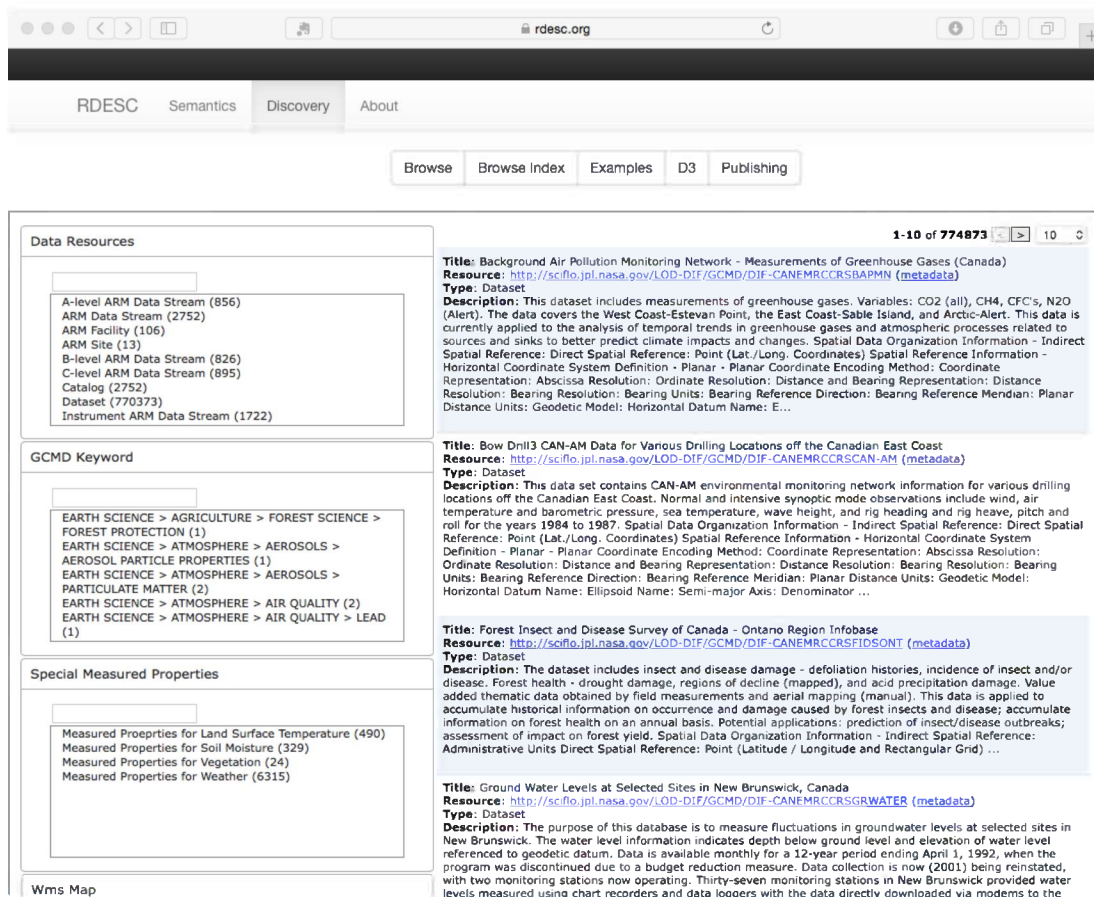 rdesc.org
RDESC Semantics Discovery About
Browse Browse Index Examples D3 Publishing
Data Resources
A-level ARM Data Stream (856)
ARM Data Stream (2752)
ARM Facility (106)
ARM Site (13)
B-level ARM Data Stream (826)
C-level ARM Data Stream (895)
Catalog (2752)
Dataset (770373)
Instrument ARM Data Stream (1722)
GCMD Keyword
EARTH SCIENCE > AGRICULTURE > FOREST SCIENCE >
FOREST PROTECTION (1)
EARTH SCIENCE > ATMOSPHERE > AEROSOLS >
AEROSOL PARTICLE PROPERTIES (1)
EARTH SCIENCE > ATMOSPHERE > AEROSOLS >
PARTICULATE MATTER (2)
EARTH SCIENCE > ATMOSPHERE > AIR QUALITY (2)
EARTH SCIENCE > ATMOSPHERE > AIR QUALITY > LEAD
(1)
Special Measured Properties
Measured Proeprties for Land Surface Temperature (490)
Measured Properties for Soil Moisture (329)
Measured Properties for Vegetation (24)
Measured Properties for Weather (6315)
Wms Map
1-10 of 774873 < > 10
Title: Background Air Pollution Monitoring Network - Measurements of Greenhouse Gases (Canada)
Resource: http://sciflo.jpl.nasa.gov/LOD-DIF/GCMD/DIF-CANEMRCCRSBAPMN (metadata)
Type: Dataset
Description: This dataset includes measurements of greenhouse gases. Variables: CO2 (all), CH4, CFC's, N2O
(Alert). The data covers the West Coast-Estevan Point, the East Coast-Sable Island, and Arctic-Alert. This data is
currently applied to the analysis of temporal trends in greenhouse gases and atmospheric processes related to
sources and sinks to better predict climate impacts and changes. Spatial Data Organization Information - Indirect
Spatial Reference: Direct Spatial Reference: Point (Lat./Long. Coordinates) Spatial Reference Information -
Horizontal Coordinate System Definition - Planar - Planar Coordinate Encoding Method: Coordinate
Representation: Abscissa Resolution: Ordinate Resolution: Distance and Bearing Representation: Distance
Resolution: Bearing Resolution: Bearing Units: Bearing Reference Direction: Bearing Reference Meridian: Planar
Distance Units: Geodetic Model: Horizontal Datum Name: E...
Title: Bow Drill3 CAN-AM Data for Various Drilling Locations off the Canadian East Coast
Resource: http://sciflo.jpl.nasa.gov/LOD-DIF/GCMD/DIF-CANEMRCCRSCAN-AM (metadata)
Type: Dataset
Description: This data set contains CAN-AM environmental monitoring network information for various drilling
locations off the Canadian East Coast. Normal and intensive synoptic mode observations include wind, air
temperature and barometric pressure, sea temperature, wave height, and rig heading and rig heave, pitch and
roll for the years 1984 to 1987. Spatial Data Organization Information - Indirect Spatial Reference: Direct Spatial
Reference: Point (Lat./Long. Coordinates) Spatial Reference Information - Horizontal Coordinate System
Definition - Planar - Planar Coordinate Encoding Method: Coordinate Representation: Abscissa Resolution:
Ordinate Resolution: Distance and Bearing Representation: Distance Resolution: Bearing Resolution: Bearing
Units: Bearing Reference Direction: Bearing Reference Meridian: Planar Distance Units: Geodetic Model:
Horizontal Datum Name: Ellipsoid Name: Semi-major Axis: Denominator ...
Title: Forest Insect and Disease Survey of Canada - Ontario Region Infobase
Resource: http://sciflo.jpl.nasa.gov/LOD-DIF/GCMD/DIF-CANEMRCCRSFIDSONT (metadata)
Type: Dataset
Description: The dataset includes insect and disease damage - defoliation histories, incidence of insect and/or
disease. Forest health - drought damage, regions of decline (mapped), and acid precipitation damage. Value
added thematic data obtained by field measurements and aerial mapping (manual). This data is applied to
accumulate historical information on occurrence and damage caused by forest insects and disease; accumulate
information on forest health on an annual basis. Potential applications: prediction of insect/disease outbreaks;
assessment of impact on forest yield. Spatial Data Organization Information - Indirect Spatial Reference:
Administrative Units Direct Spatial Reference: Point (Latitude / Longitude and Rectangular Grid) ...
Title: Ground Water Levels at Selected Sites in New Brunswick, Canada
Resource: http://sciflo.jpl.nasa.gov/LOD-DIF/GCMD/DIF-CANEMRCCRSGRWATER (metadata)
Type: Dataset
Description: The purpose of this database is to measure fluctuations in groundwater levels at selected sites in
New Brunswick. The water level information indicates depth below ground level and elevation of water level
referenced to geodetic datum. Data is available monthly for a 12-year period ending April 1, 1992, when the
program was discontinued due to a budget reduction measure. Data collection is now (2001) being reinstated,
with two monitoring stations now operating. Thirty-seven monitoring stations in New Brunswick provided water
levels measured using chart recorders and data loggers with the data directly downloaded via modems to the